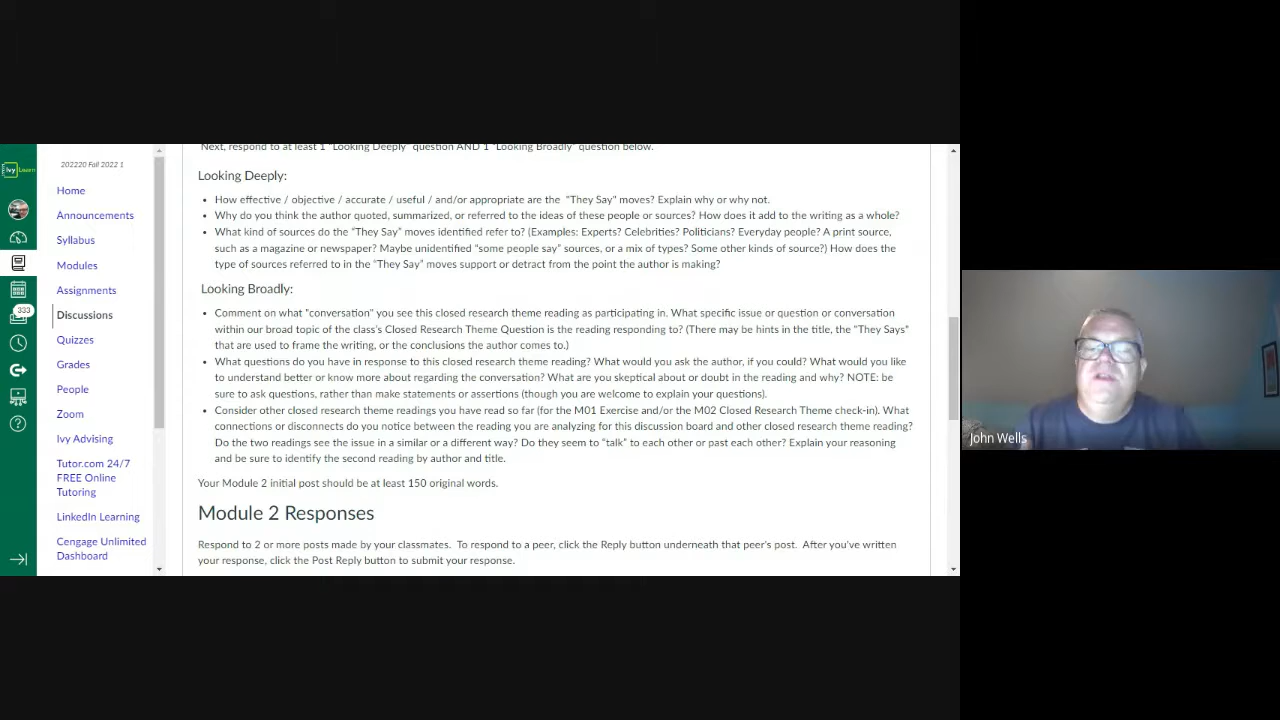 Next, respond to at least 1 "Looking Deeply" question AND 1 "Looking Broadly" question below.
202220 Fall 2022 1
Ivy Learn
Home
Announcements
Syllabus
Modules
Assignments
Discussions
333
Quizzes
Grades
People
Zoom
Ivy Advising
Tutor.com 24/7
FREE Online
Tutoring
LinkedIn Learning
Cengage Unlimited
Dashboard
Looking Deeply:
How effective / objective / accurate / useful / and/or appropriate are the "They Say" moves? Explain why or why not.
Why do you think the author quoted, summarized, or referred to the ideas of these people or sources? How does it add to the writing as a whole?
What kind of sources do the "They Say" moves identified refer to? (Examples: Experts? Celebrities? Politicians? Everyday people? A print source,
such as a magazine or newspaper? Maybe unidentified "some people say" sources, or a mix of types? Some other kinds of source?) How does the
type of sources referred to in the "They Say" moves support or detract from the point the author is making?
Looking Broadly:
Comment on what "conversation" you see this closed research theme reading as participating in. What specific issue or question or conversation
within our broad topic of the class's Closed Research Theme Question is the reading responding to? (There may be hints in the title, the "They Says"
that are used to frame the writing, or the conclusions the author comes to.)
What questions do you have in response to this closed research theme reading? What would you ask the author, if you could? What would you like
to understand better or know more about regarding the conversation? What are you skeptical about or doubt in the reading and why? NOTE: be
sure to ask questions, rather than make statements or assertions (though you are welcome to explain your questions).
Consider other closed research theme readings you have read so far (for the M01 Exercise and/or the M02 Closed Research Theme check-in). What
connections or disconnects do you notice between the reading you are analyzing for this discussion board and other closed research theme reading?
Do the two readings see the issue in a similar or a different way? Do they seem to "talk" to each other or past each other? Explain your reasoning
and be sure to identify the second reading by author and title.
Your Module 2 initial post should be at least 150 original words.
Module 2 Responses
Respond to 2 or more posts made by your classmates. To respond to a peer, click the Reply button underneath that peer's post. After you've written
your response, click the Post Reply button to submit your response.
John Wells